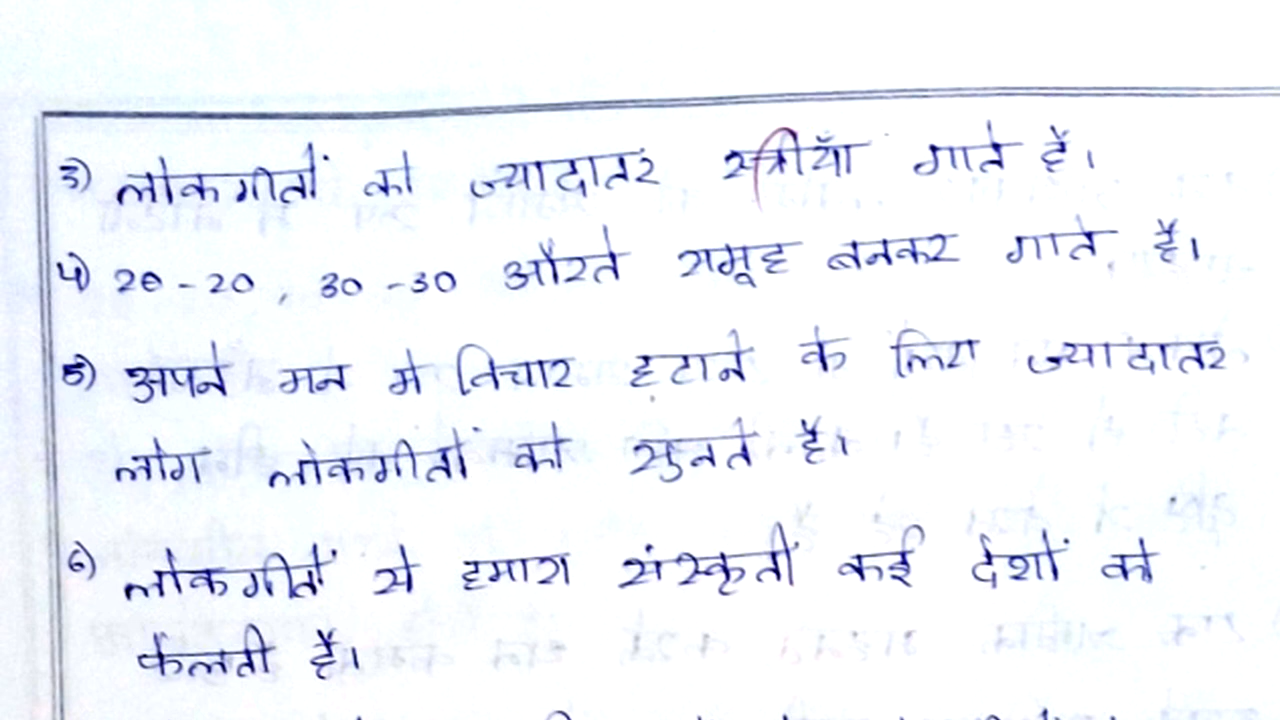 3) लोकगीतों को ज्यादातर स्त्रीयाँ गाते हैं।
4) 20-20, 30-30 औरते समूह बनकर गाते हैं।
5) अपने मन मे विचार हटाने के लिए ज्यादातर
लोग लोकगीतों को सुनते हैं।
6) लोकगीतों से हमारा संस्कृती कई देशों को
फैलती हैं।